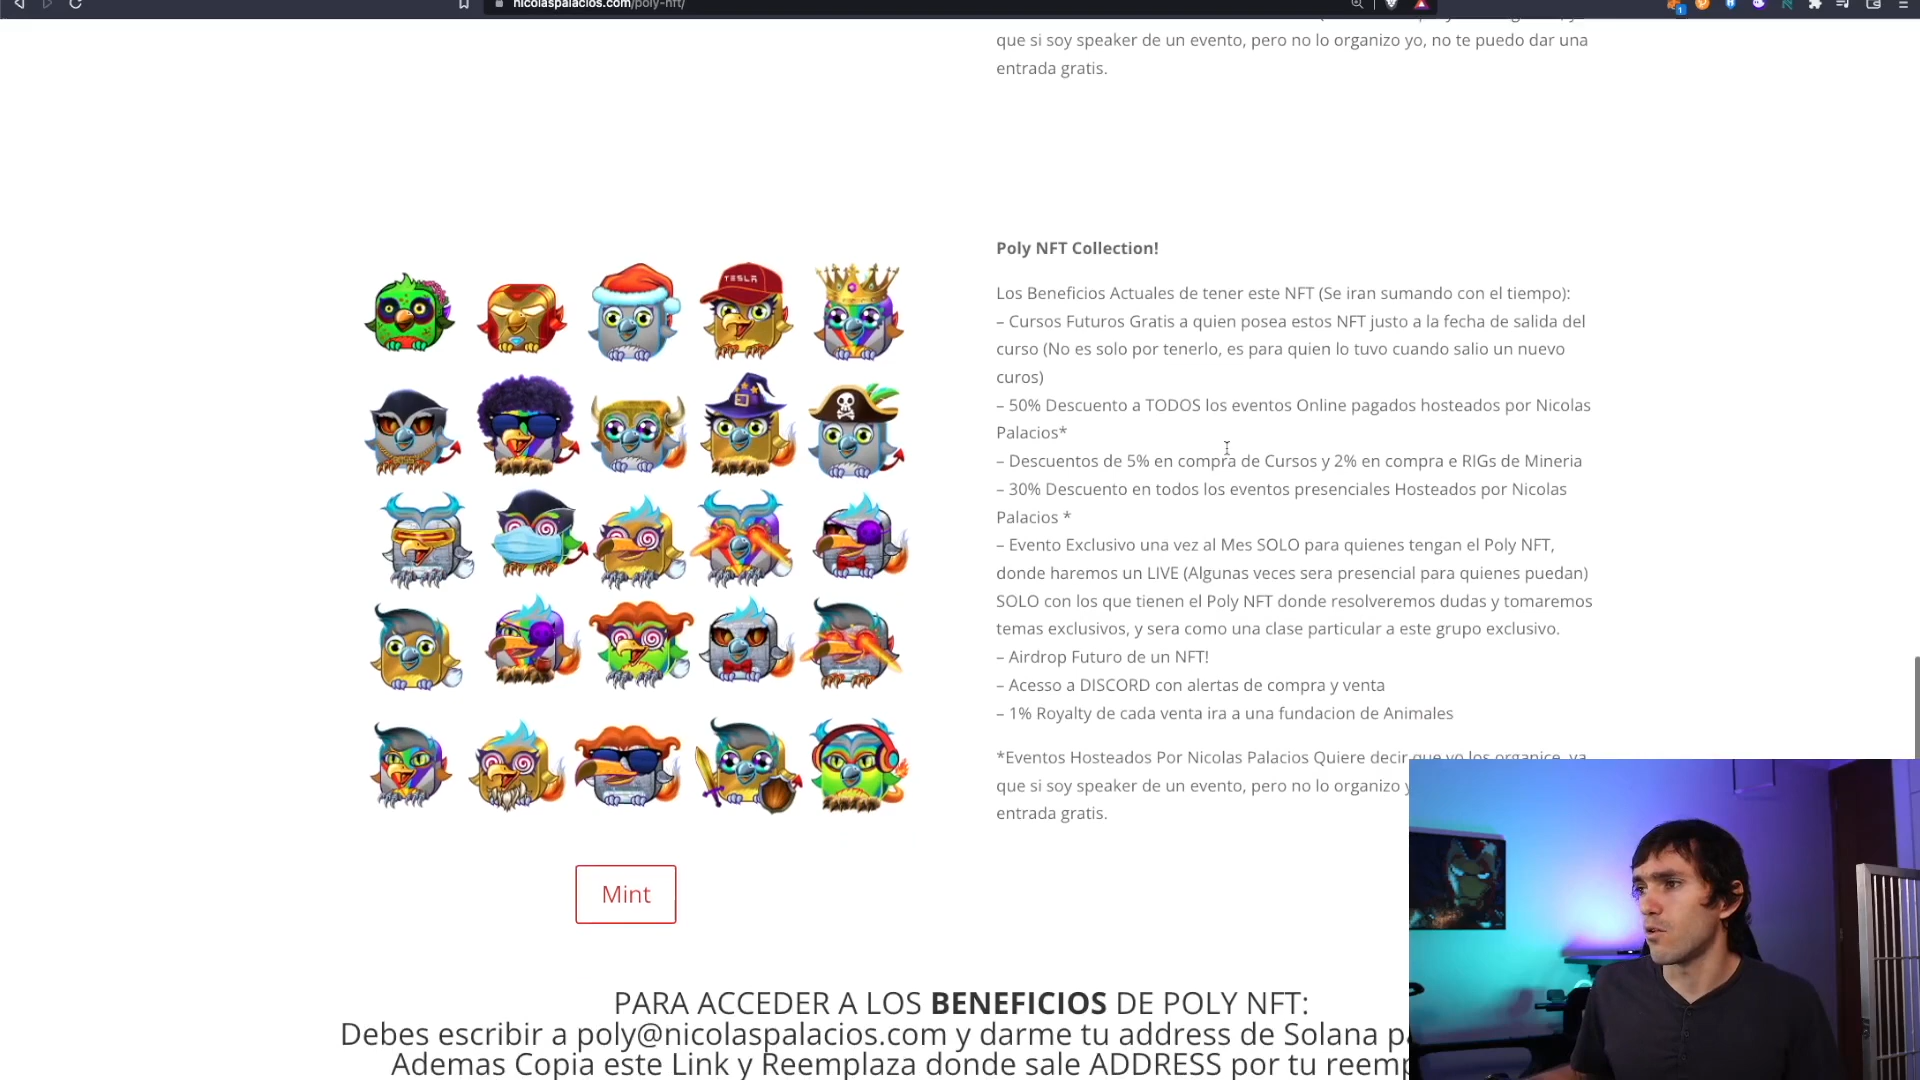 nicolaspalacios.com/poly-nft/
que si soy speaker de un evento, pero no lo organizo yo, no te puedo dar una
entrada gratis.
Poly NFT Collection!
Los Beneficios Actuales de tener este NFT (Se iran sumando con el tiempo):
– Cursos Futuros Gratis a quien posea estos NFT justo a la fecha de salida del
curso (No es solo por tenerlo, es para quien lo tuvo cuando salio un nuevo
curos)
– 50% Descuento a TODOS los eventos Online pagados hosteados por Nicolas
Palacios*
– Descuentos de 5% en compra de Cursos y 2% en compra e RIGs de Mineria
– 30% Descuento en todos los eventos presenciales Hosteados por Nicolas
Palacios *
– Evento Exclusivo una vez al Mes SOLO para quienes tengan el Poly NFT,
donde haremos un LIVE (Algunas veces sera presencial para quienes puedan)
SOLO con los que tienen el Poly NFT donde resolveremos dudas y tomaremos
temas exclusivos, y sera como una clase particular a este grupo exclusivo.
– Airdrop Futuro de un NFT!
– Acesso a DISCORD con alertas de compra y venta
– 1% Royalty de cada venta ira a una fundacion de Animales
*Eventos Hosteados Por Nicolas Palacios Quiere decir que yo los organice, ya
que si soy speaker de un evento, pero no lo organizo y
entrada gratis.
TESLA
Mint
PARA ACCEDER A LOS BENEFICIOS DE POLY NFT:
Debes escribir a poly@nicolaspalacios.com y darme tu address de Solana p
Ademas Copia este Link y Reemplaza donde sale ADDRESS por tu reemp